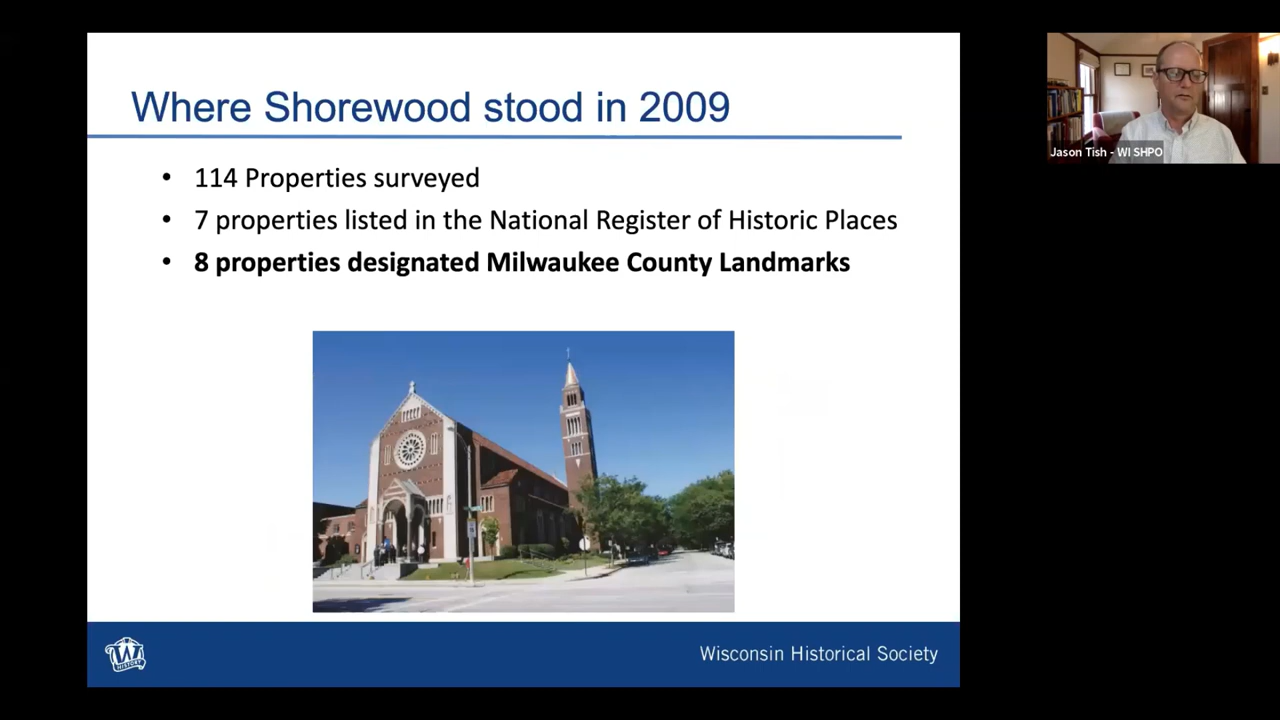 Where Shorewood stood in 2009
• 114 Properties surveyed
• 7 properties listed in the National Register of Historic Places
• 8 properties designated Milwaukee County Landmarks
W
HISTORY
Wisconsin Historical Society
Jason Tish - WI SHPO